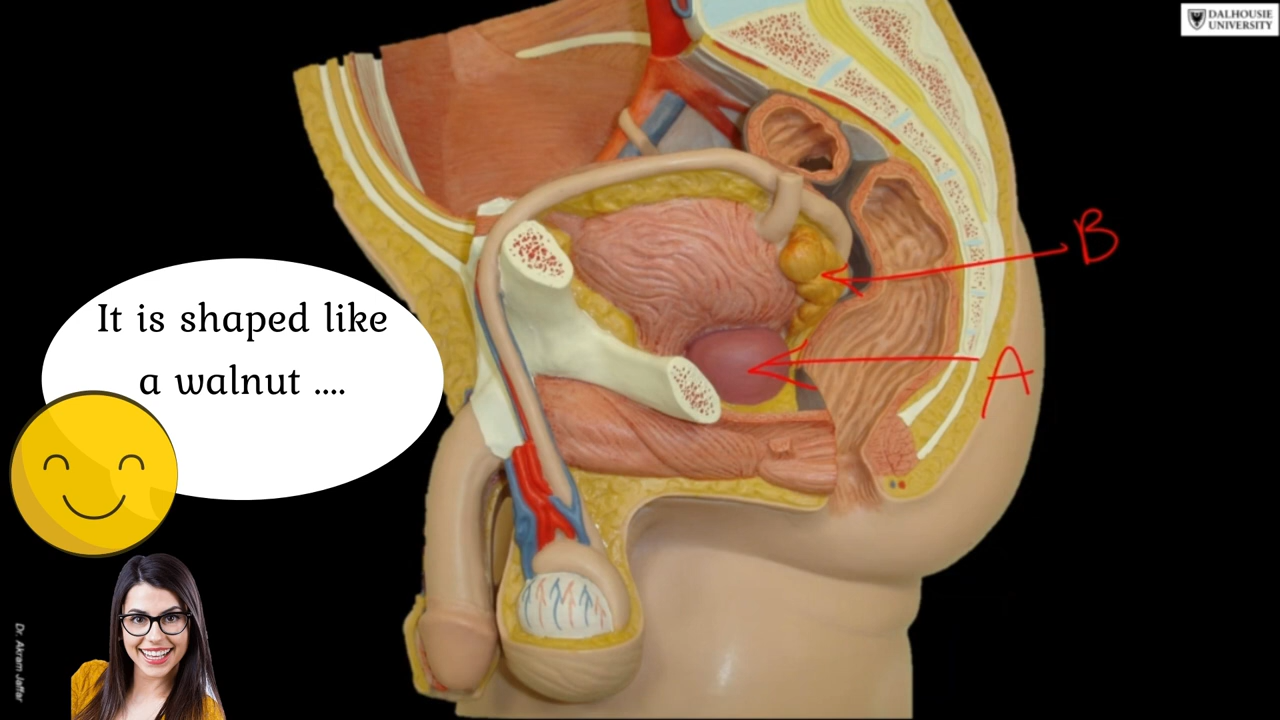 DALHOUSIE
UNIVERSITY
B
It is shaped like
a walnut ....
A
Dr. Akram Jaffar